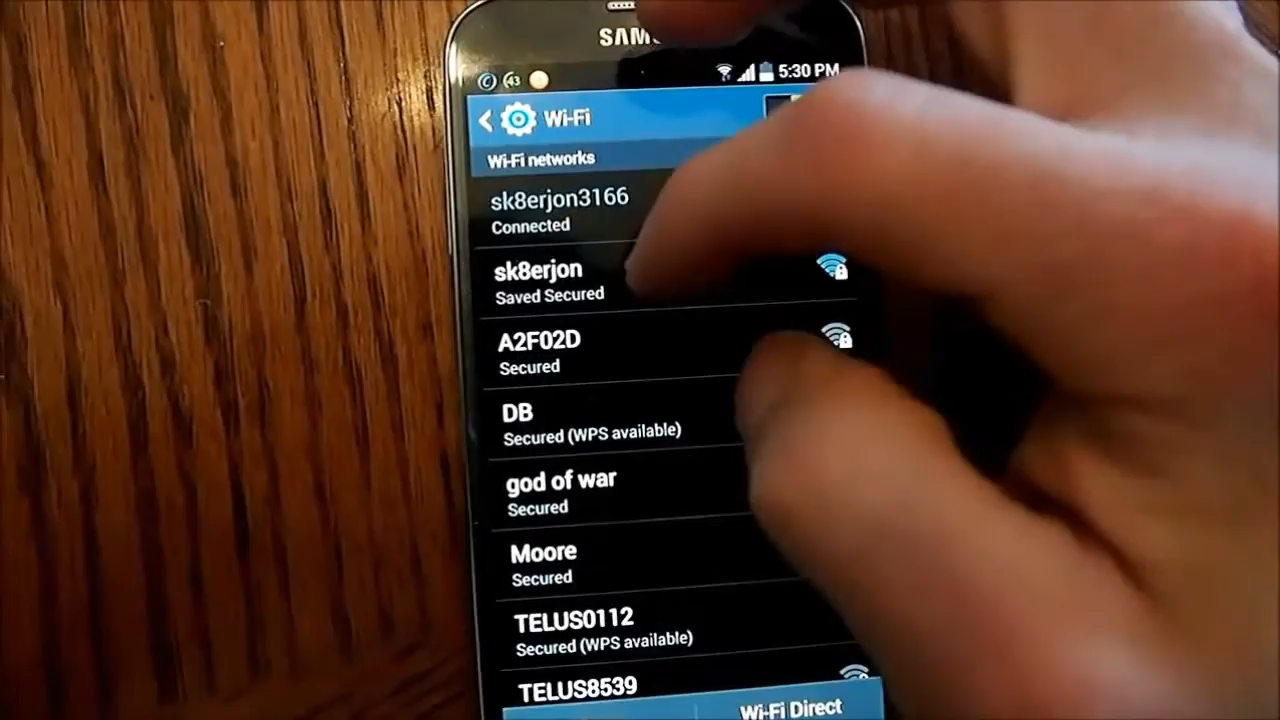 5:30 PM
Wi-Fi
Wi-Fi networks
sk8erjon3166
Connected
sk8erjon
Saved Secured
A2F02D
Secured
DB
Secured (WPS available)
god of war
Secured
Moore
Secured
TELUS0112
Secured (WPS available)
TELUS8539
Wi-Fi Direct